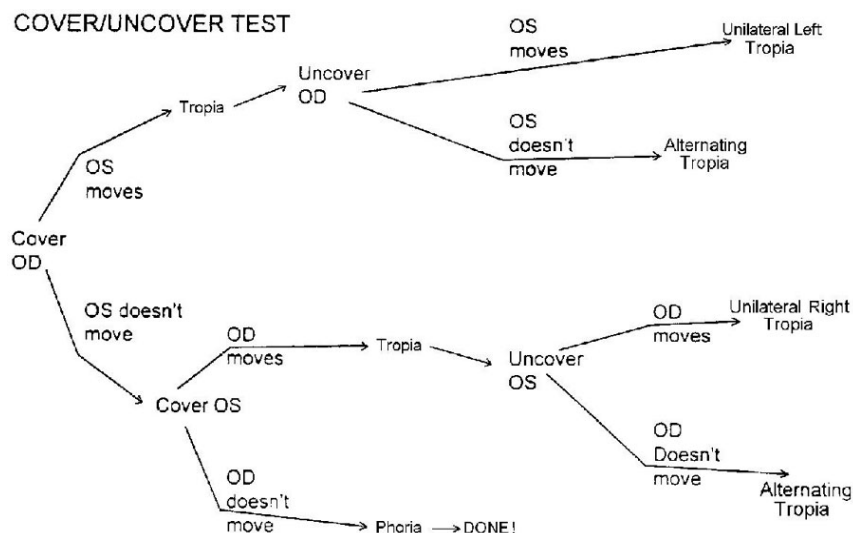 COVER/UNCOVER TEST
OS
moves
Unilateral Left
Tropia
Uncover
OD
Tropia
OS
doesn't
move
Alternating
Tropia
OS
moves
Cover
OD
OS doesn't
move
OD
moves
Tropia
Uncover
OS
OD
moves
Unilateral Right
Tropia
Cover OS
OD
Doesn't
move
Alternating
Tropia
OD
doesn't
move
Phoria
DONE!